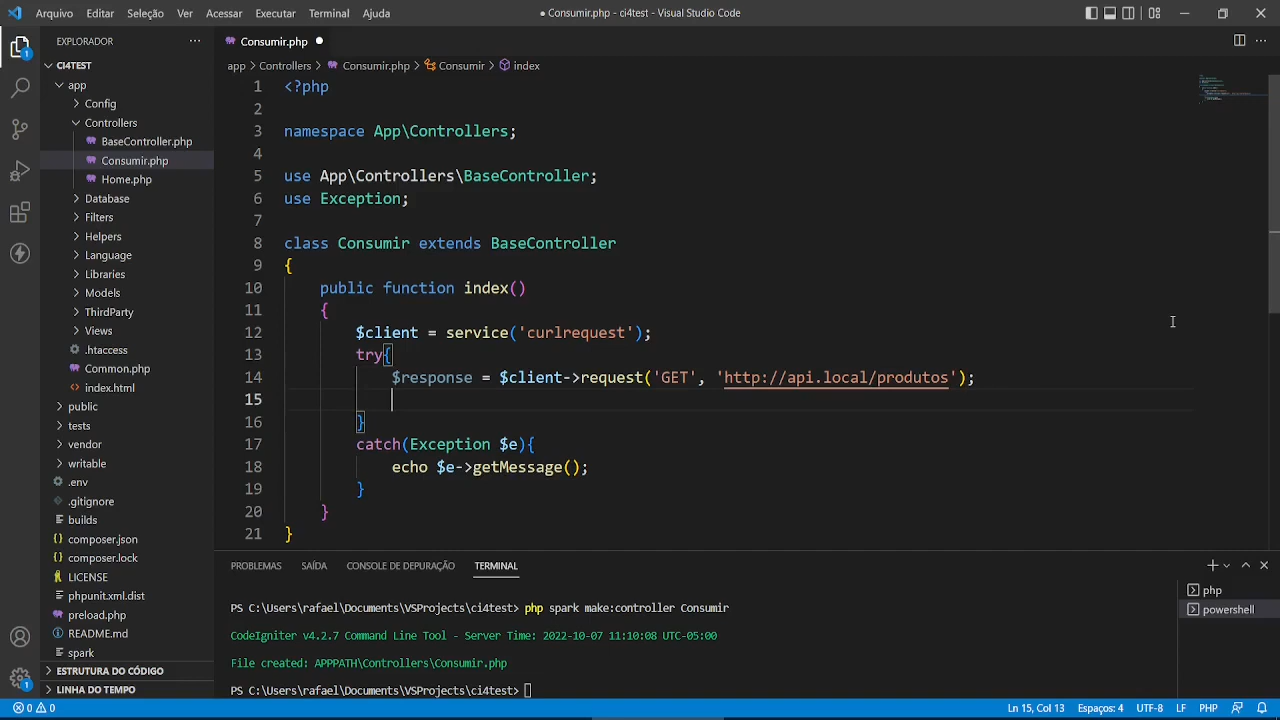 Arquivo Editar Seleção Ver Acessar Executar Terminal Ajuda
● Consumir.php - ci4test - Visual Studio Code
EXPLORADOR
CI4TEST
app
Config
Controllers
BaseController.php
Consumir.php
Home.php
Database
Filters
Helpers
Language
Libraries
Models
ThirdParty
Views
.htaccess
Common.php
index.html
public
tests
vendor
writable
.env
.gitignore
builds
composer.json
composer.lock
LICENSE
phpunit.xml.dist
preload.php
README.md
spark
ESTRUTURA DO CÓDIGO
LINHA DO TEMPO
1
1
Consumir.php ●
app > Controllers > Consumir.php > Consumir > index
1 <?php
2
3 namespace App\Controllers;
4
5 use App\Controllers\BaseController;
6 use Exception;
7
8 class Consumir extends BaseController
9 {
10 public function index()
11 {
12 $client = service('curlrequest');
13 try{
14 $response = $client->request('GET', 'http://api.local/produtos');
15
16 }
17 catch(Exception $e){
18 echo $e->getMessage();
19 }
20 }
21 }
PROBLEMAS SAÍDA CONSOLE DE DEPURAÇÃO TERMINAL
PS C:\Users\rafael\Documents\VSProjects\ci4test> php spark make:controller Consumir
CodeIgniter v4.2.7 Command Line Tool - Server Time: 2022-10-07 11:10:08 UTC-05:00
File created: APPPATH\Controllers\Consumir.php
PS C:\Users\rafael\Documents\VSProjects\ci4test>
php
powershell
0 0
Ln 15, Col 13 Espaços: 4 UTF-8 LF PHP